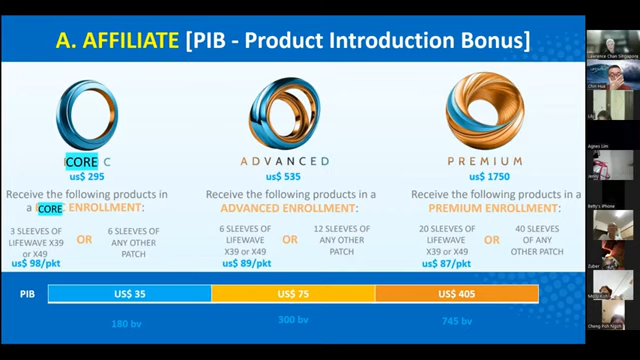 A. AFFILIATE [PIB - Product Introduction Bonus]
CORE C
ADVANCED
PREMIUM
us$ 295
us$ 535
us$ 1750
Receive the following products in
a CORE ENROLLMENT:
3 SLEEVES OF
LIFEWAVE X39
or X49
OR
6 SLEEVES OF
ANY OTHER
PATCH
us$ 98/pkt
Receive the following products in a
ADVANCED ENROLLMENT:
6 SLEEVES OF
LIFEWAVE
X39 or X49
OR
12 SLEEVES OF
ANY OTHER
PATCH
us$ 89/pkt
Receive the following products in
a PREMIUM ENROLLMENT:
20 SLEEVES OF
LIFEWAVE
X39 or X49
OR
40 SLEEVES
OF ANY
OTHER PATCH
us$ 87/pkt
PIB
US$ 35
US$ 75
US$ 405
180 bv
300 bv
745 bv
Lawrence Chan Singapore
Chin Hua
Agnes Lim
Jenny
Betty's iPhone
Zuber
Cheng Poh Ngoh